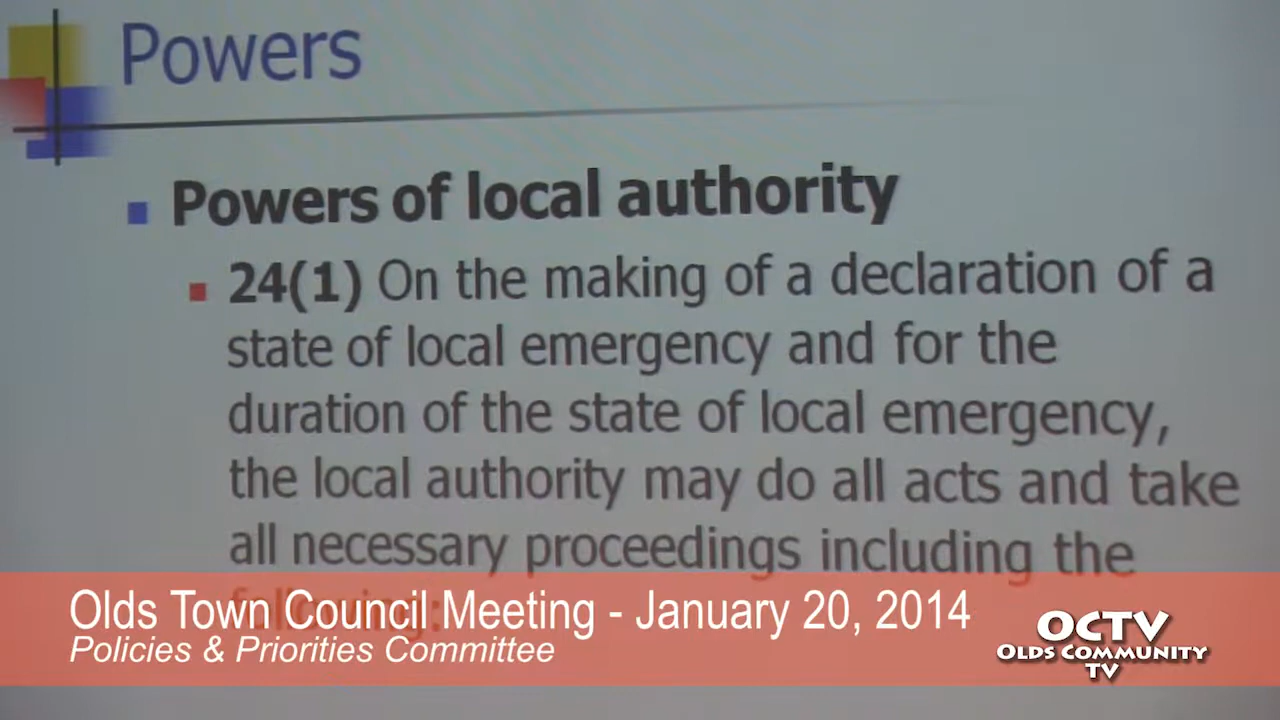 Powers
Powers of local authority
24(1) On the making of a declaration of a
state of local emergency and for the
duration of the state of local emergency,
the local authority may do all acts and take
all necessary proceedings including the
following:
Olds Town Council Meeting - January 20, 2014
Policies & Priorities Committee
OCTV
OLDS COMMUNITY
TV